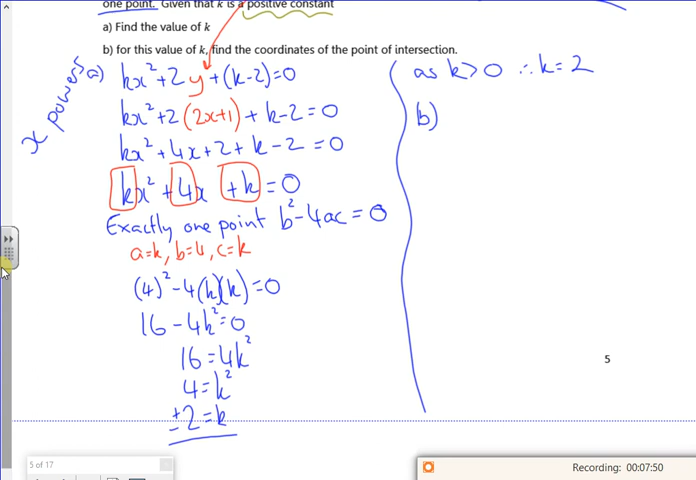 one point. Given that k is a positive constant
a) Find the value of k
b) for this value of k, find the coordinates of the point of intersection.
x powers
a) kx²+2y+(k-2)=0
kx²+2(2x+1)+k-2=0
kx²+4x+2+k-2=0
kx²+4x+k=0
Exactly one point b²-4ac=0
a=k, b=4, c=k
(4)²-4(k)(k)=0
16-4k²=0
16=4k²
4=k²
±2=k
as k>0 ∴k=2
b)
5
5 of 17
Recording: 00:07:50